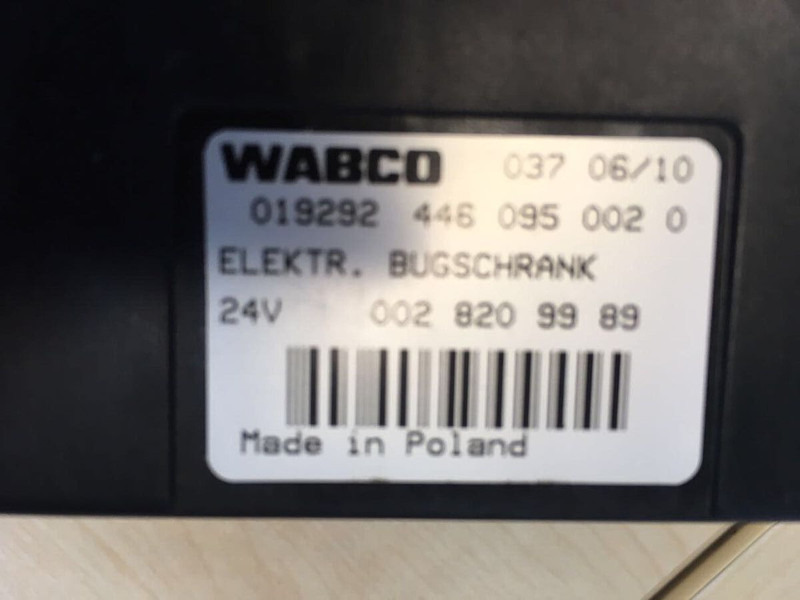 WABCO 037 06/10
019292 446 095 002 0
ELEKTR. BUGSCHRANK
24V 002 820 99 89
Made in Poland